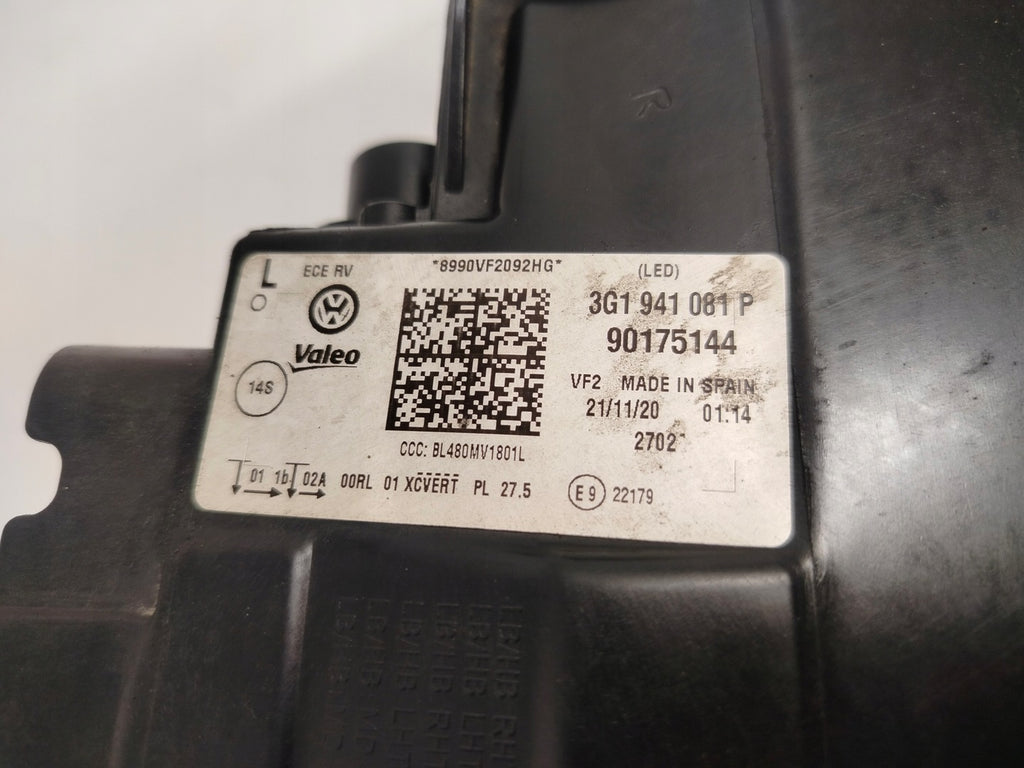 L ECE RV *8990VF2092HG* (LED)
3G1 941 081 P
90175144
Valeo
14S
VF2 MADE IN SPAIN
21/11/20 01:14
2702
CCC: BL480MV1801L
01 1b 02A 00RL 01 XCVERT PL 27.5
E9 22179
R